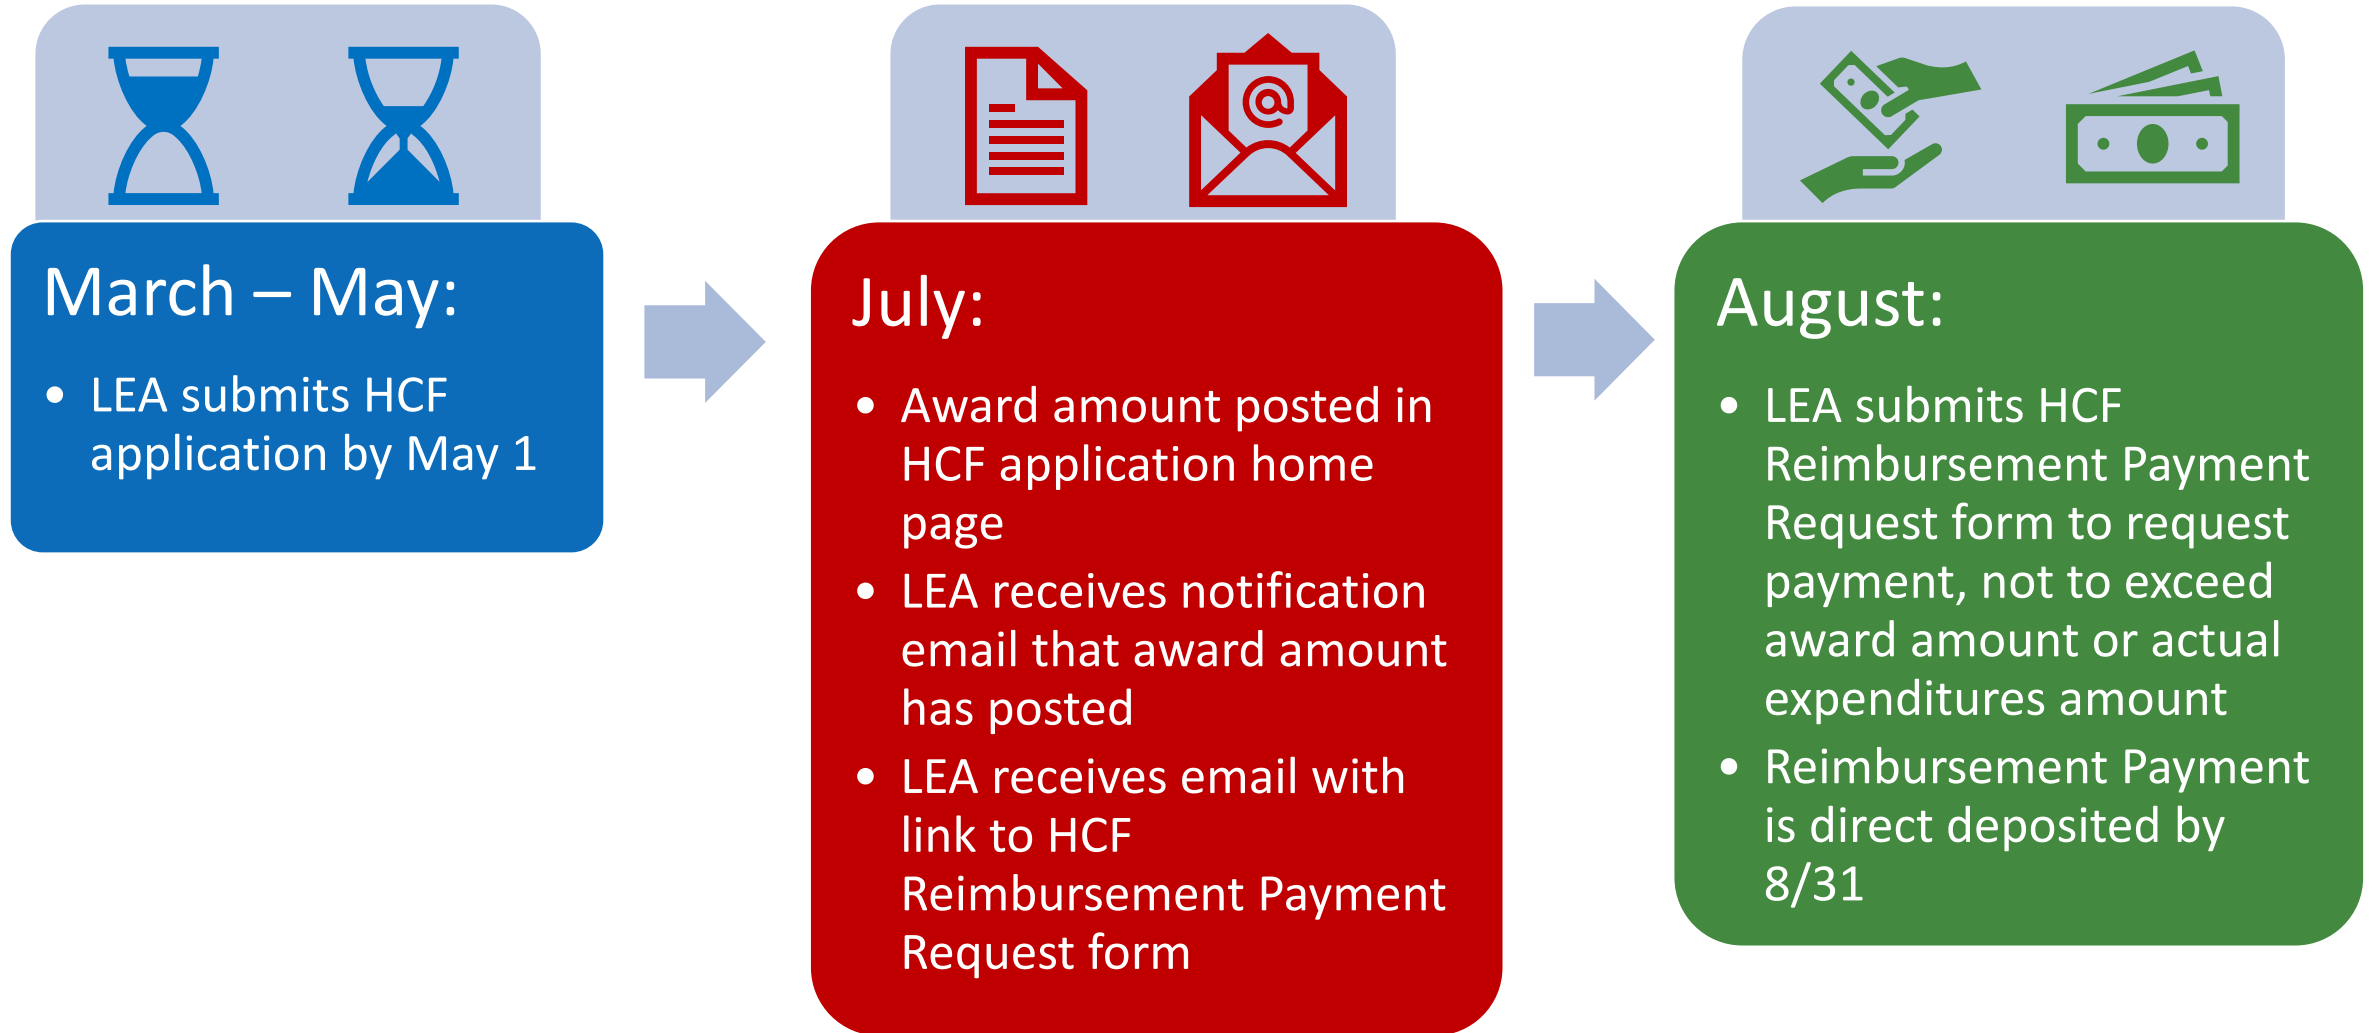 March – May:
• LEA submits HCF
application by May 1
July:
• Award amount posted in
HCF application home
page
• LEA receives notification
email that award amount
has posted
• LEA receives email with
link to HCF
Reimbursement Payment
Request form
August:
• LEA submits HCF
Reimbursement Payment
Request form to request
payment, not to exceed
award amount or actual
expenditures amount
• Reimbursement Payment
is direct deposited by
8/31